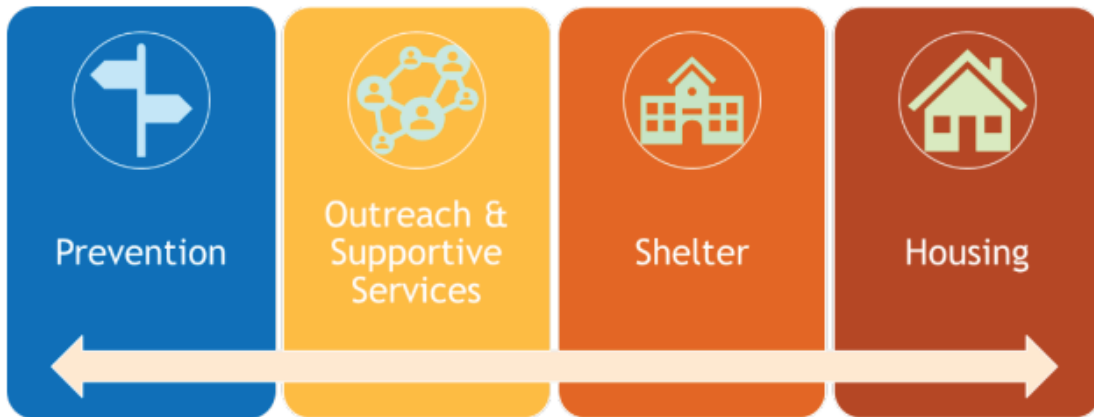 Prevention
Outreach &
Supportive
Services
Shelter
Housing